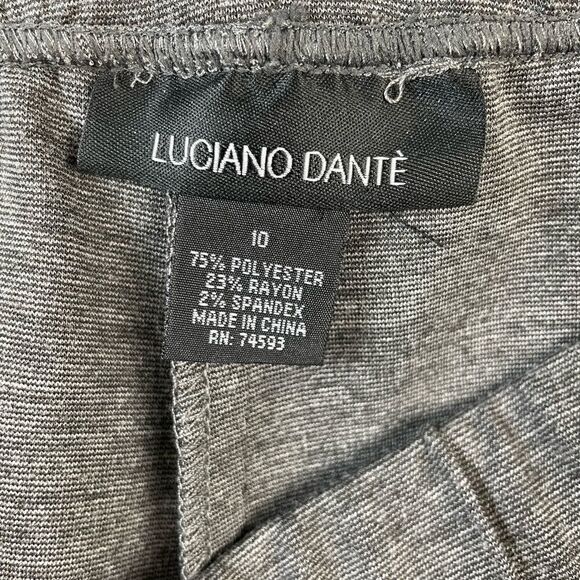 LUCIANO DANTÈ
10
75% POLYESTER
23% RAYON
2% SPANDEX
MADE IN CHINA
RN: 74593